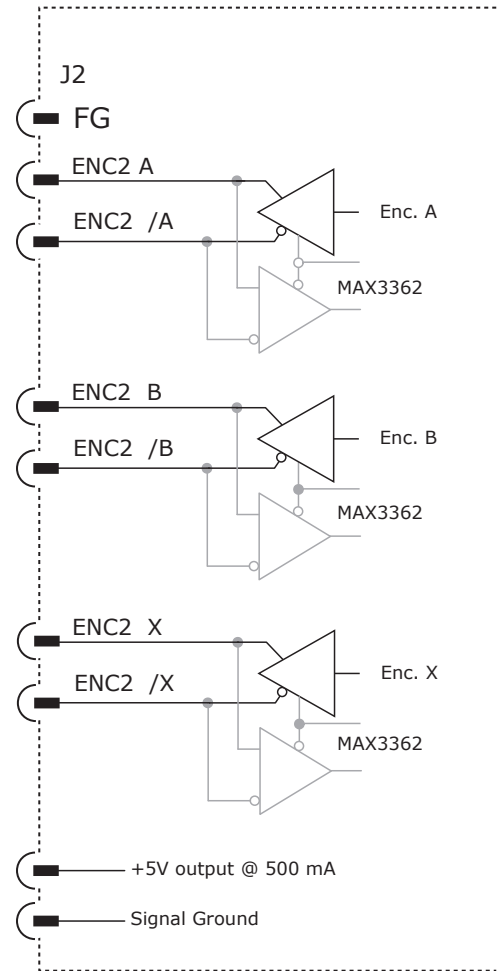 J2
FG
ENC2 A
ENC2 /A
Enc. A
MAX3362
ENC2 B
ENC2 /B
Enc. B
MAX3362
ENC2 X
ENC2 /X
Enc. X
MAX3362
+5V output @ 500 mA
Signal Ground